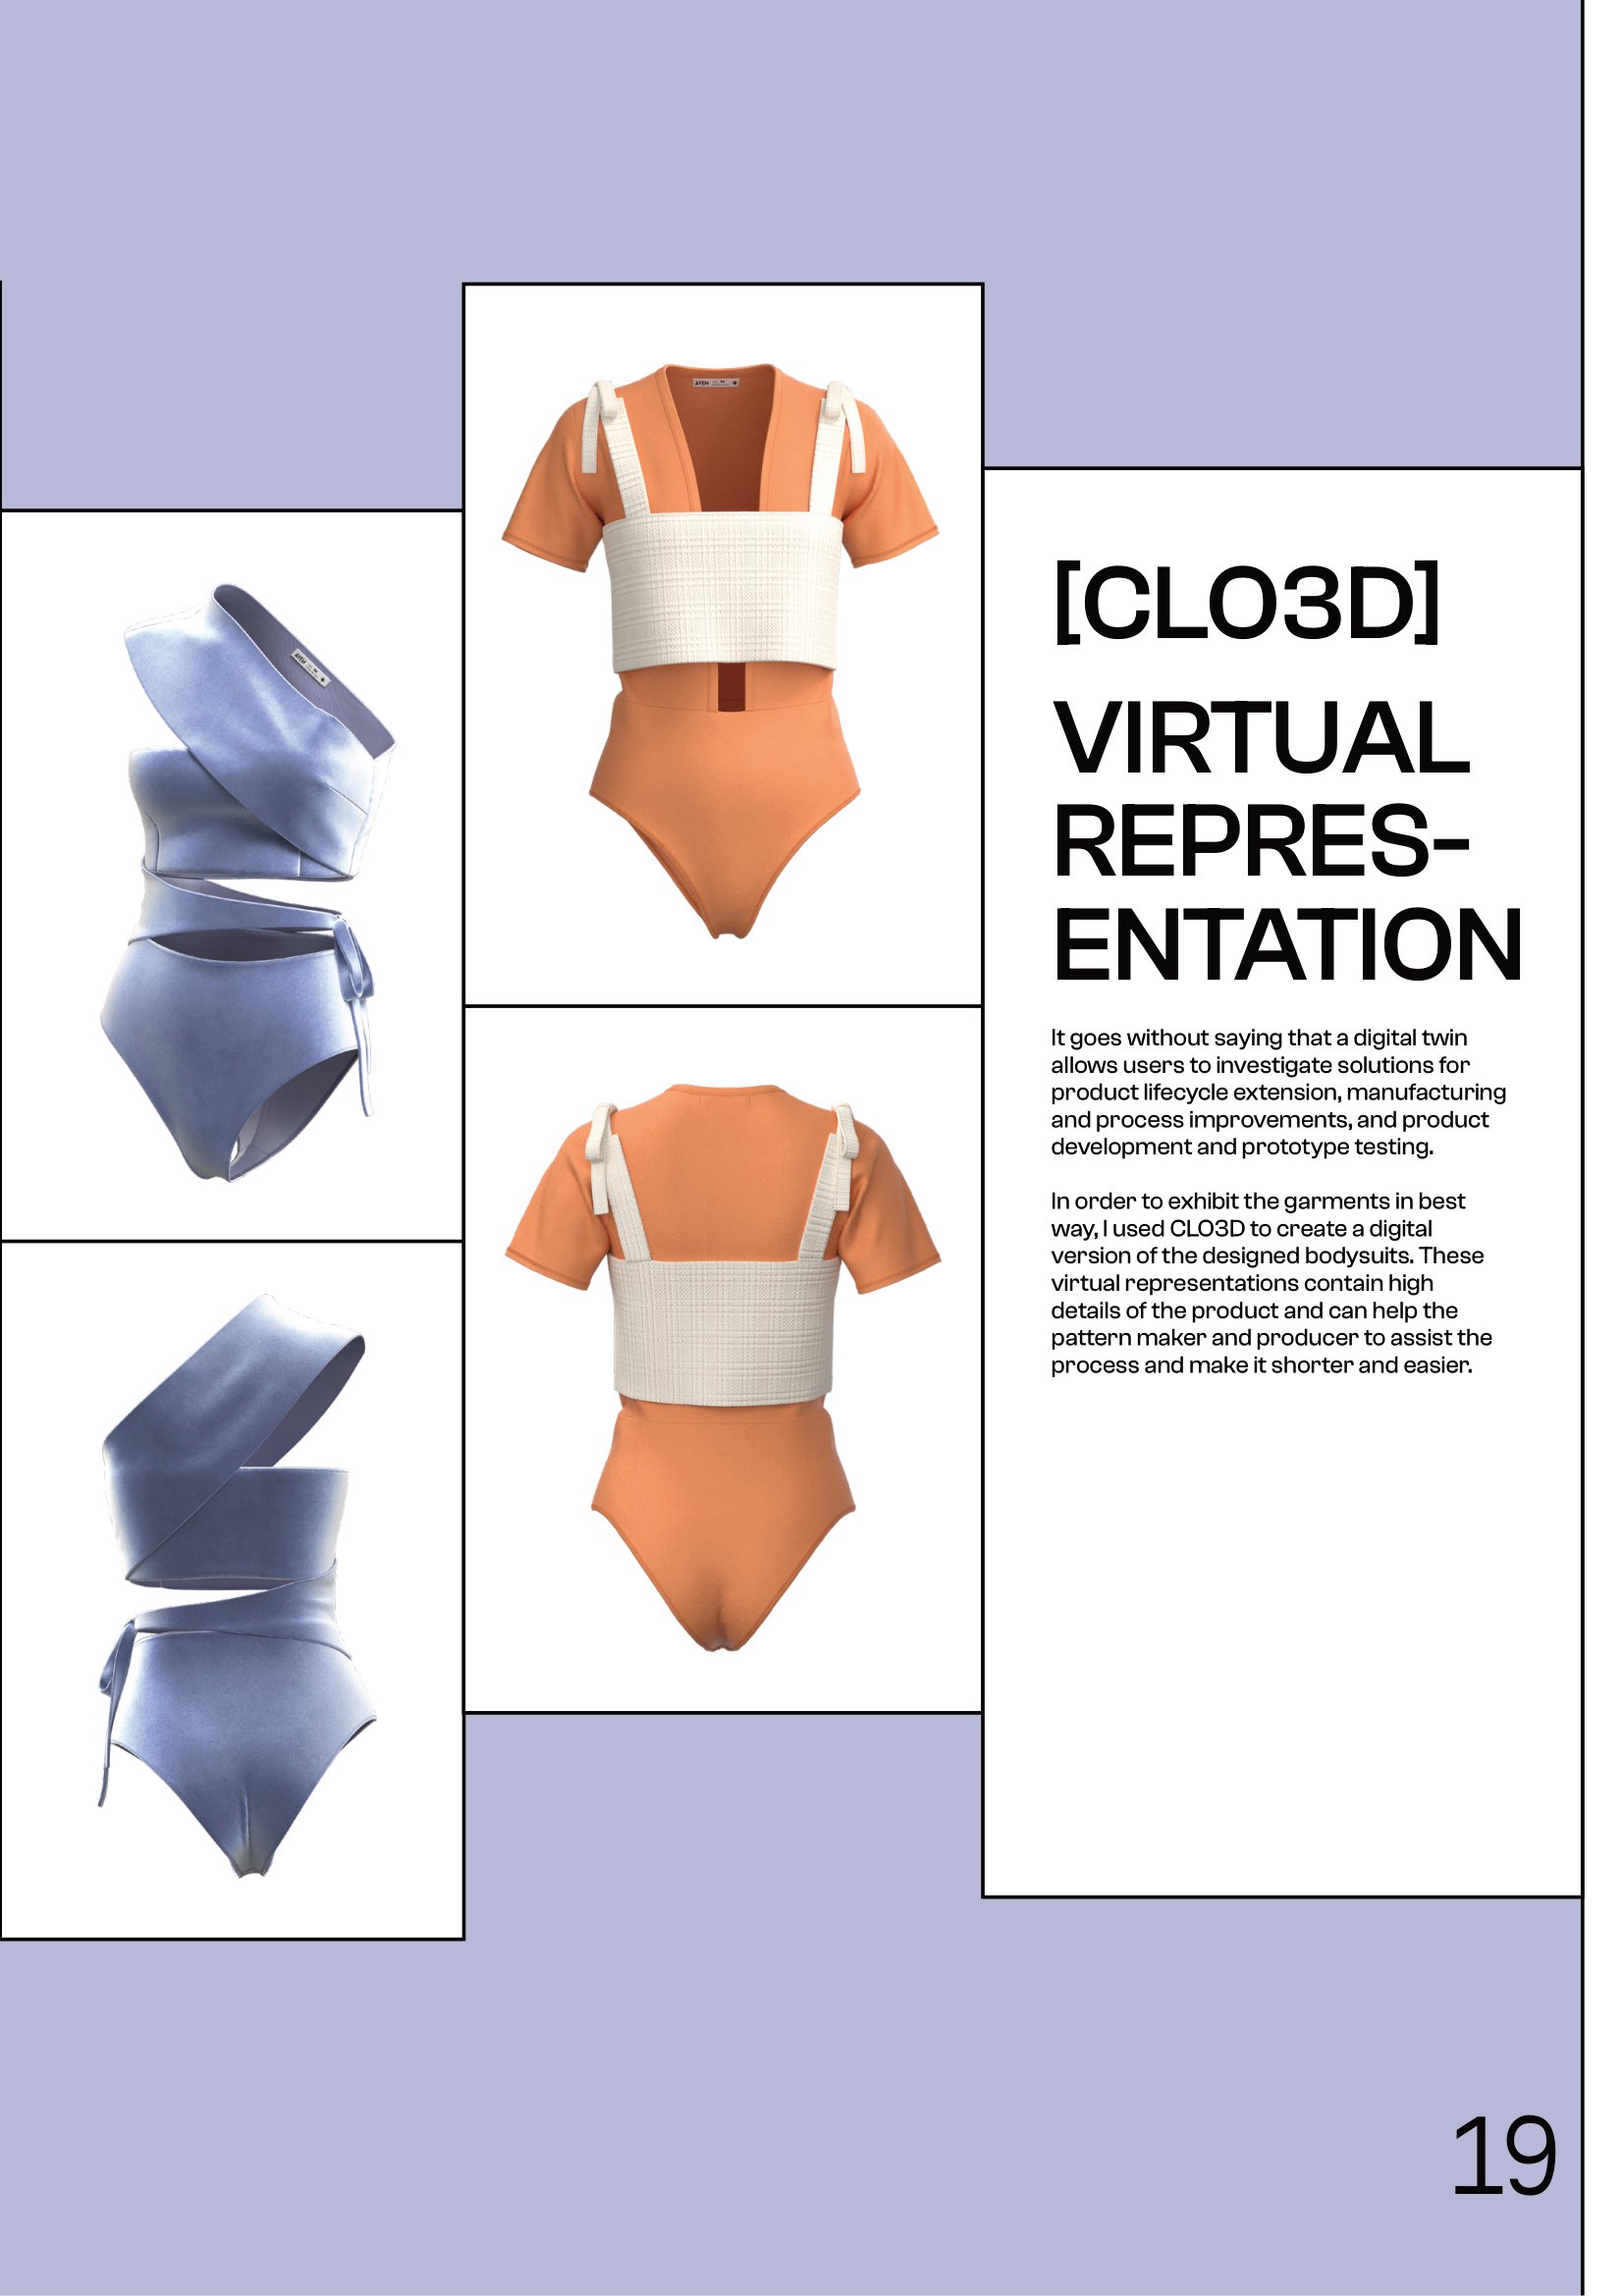 AVEH
AVEH
[CLO3D]
VIRTUAL
REPRES-
ENTATION
It goes without saying that a digital twin
allows users to investigate solutions for
product lifecycle extension, manufacturing
and process improvements, and product
development and prototype testing.
In order to exhibit the garments in best
way, I used CLO3D to create a digital
version of the designed bodysuits. These
virtual representations contain high
details of the product and can help the
pattern maker and producer to assist the
process and make it shorter and easier.
19